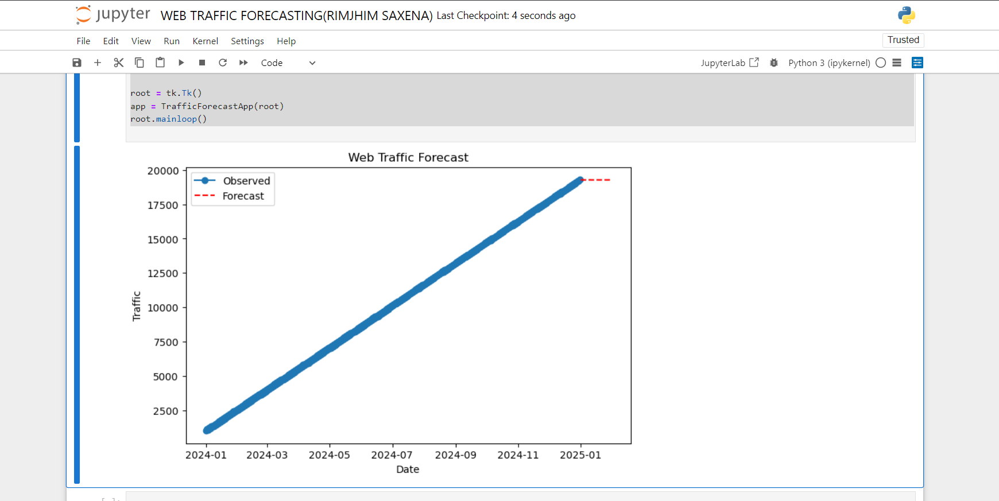 jupyter WEB TRAFFIC FORECASTING(RIMJHIM SAXENA) Last Checkpoint: 4 seconds ago
File Edit View Run Kernel Settings Help Trusted
Code JupyterLab Python 3 (ipykernel)
root = tk.Tk()
app = TrafficForecastApp(root)
root.mainloop()
Web Traffic Forecast
Observed
Forecast
20000
17500
15000
12500
10000
7500
5000
2500
Traffic
2024-01 2024-03 2024-05 2024-07 2024-09 2024-11 2025-01
Date
[ ]: